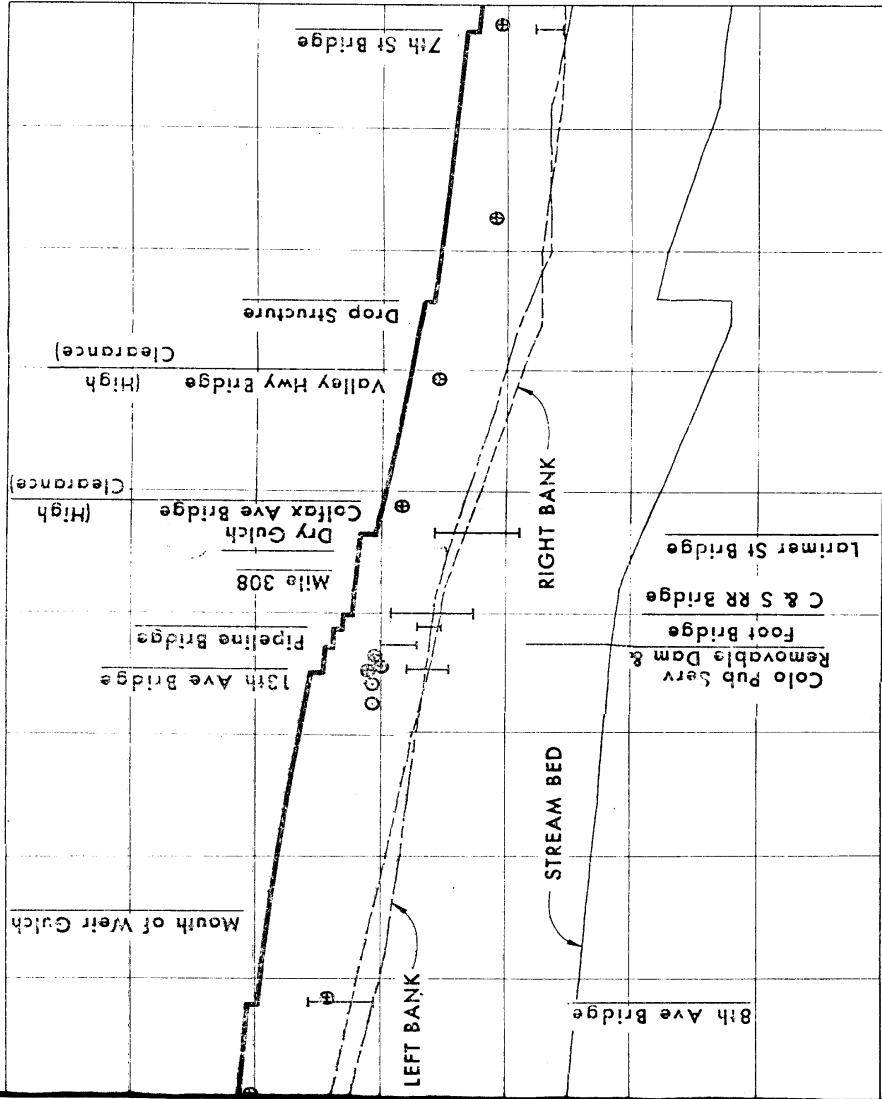 7th St Bridge
Drop Structure
Valley Hwy Bridge (High
Clearance)
Colfax Ave Bridge (High
Clearance)
Dry Gulch
Mile 308
Pipeline Bridge
13th Ave Bridge
Mouth of Weir Gulch
8th Ave Bridge
Colo Pub Serv
Removable Dam &
Foot Bridge
C & S RR Bridge
Larimer St Bridge
RIGHT BANK
STREAM BED
LEFT BANK